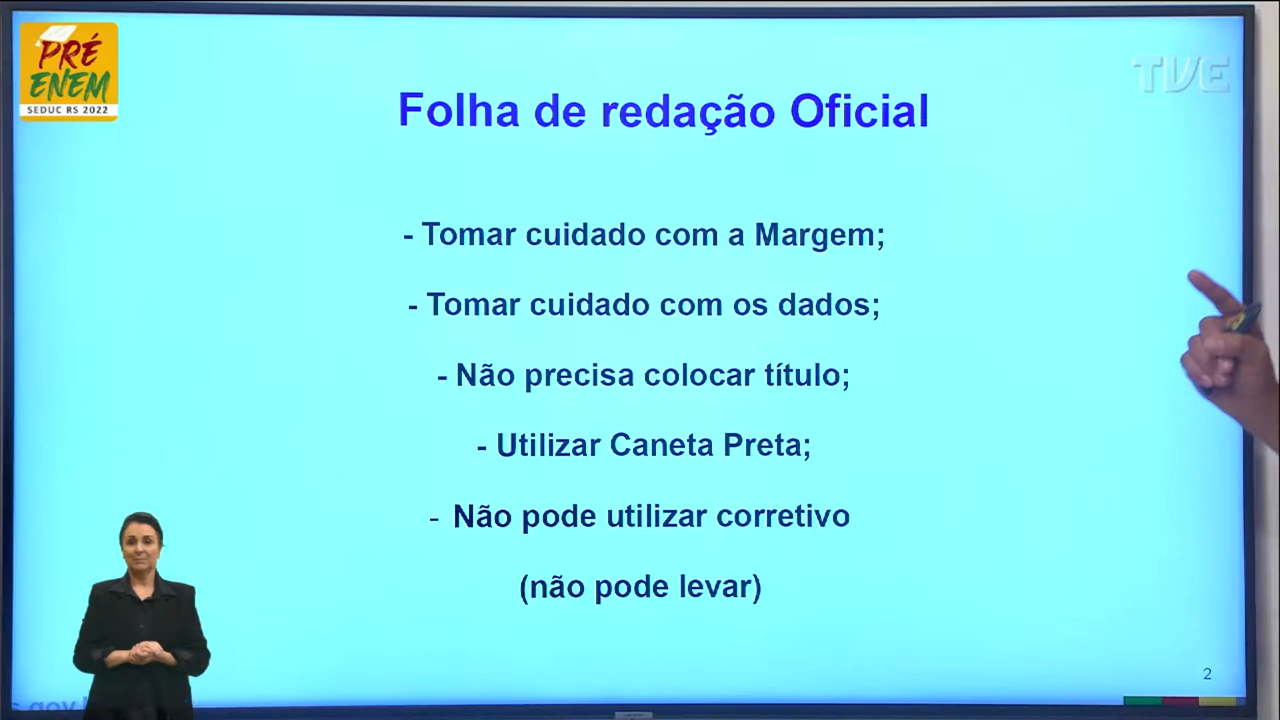 PRÉ
ENEM
SEDUC RS 2022
TVE
Folha de redação Oficial
- Tomar cuidado com a Margem;
- Tomar cuidado com os dados;
- Não precisa colocar título;
- Utilizar Caneta Preta;
- Não pode utilizar corretivo
(não pode levar)
2